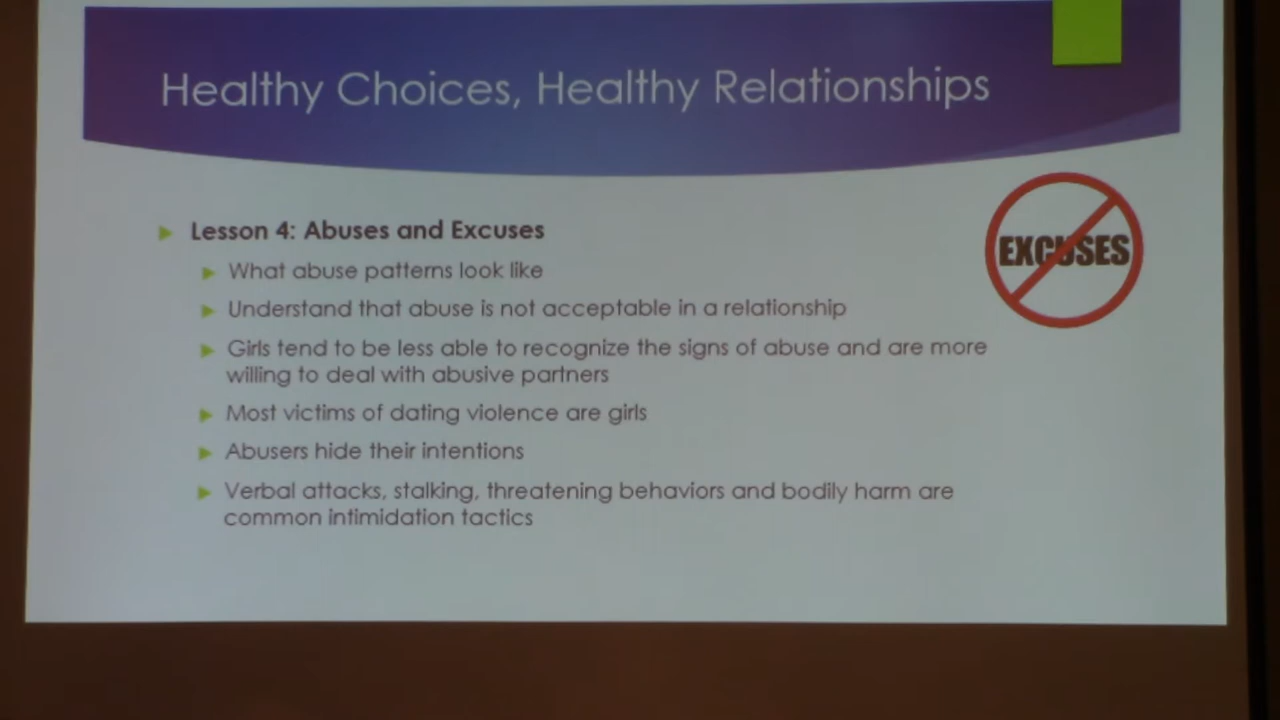 Healthy Choices, Healthy Relationships
Lesson 4: Abuses and Excuses
EXCUSES
What abuse patterns look like
Understand that abuse is not acceptable in a relationship
Girls tend to be less able to recognize the signs of abuse and are more
willing to deal with abusive partners
Most victims of dating violence are girls
Abusers hide their intentions
Verbal attacks, stalking, threatening behaviors and bodily harm are
common intimidation tactics